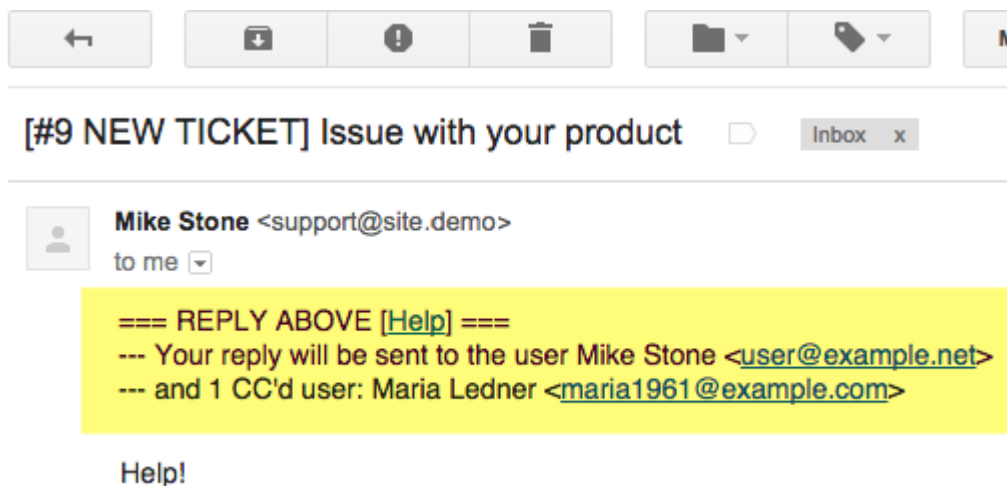 [#9 NEW TICKET] Issue with your product Inbox x
Mike Stone <support@site.demo>
to me
=== REPLY ABOVE [Help] ===
--- Your reply will be sent to the user Mike Stone <user@example.net>
--- and 1 CC'd user: Maria Ledner <maria1961@example.com>
Help!